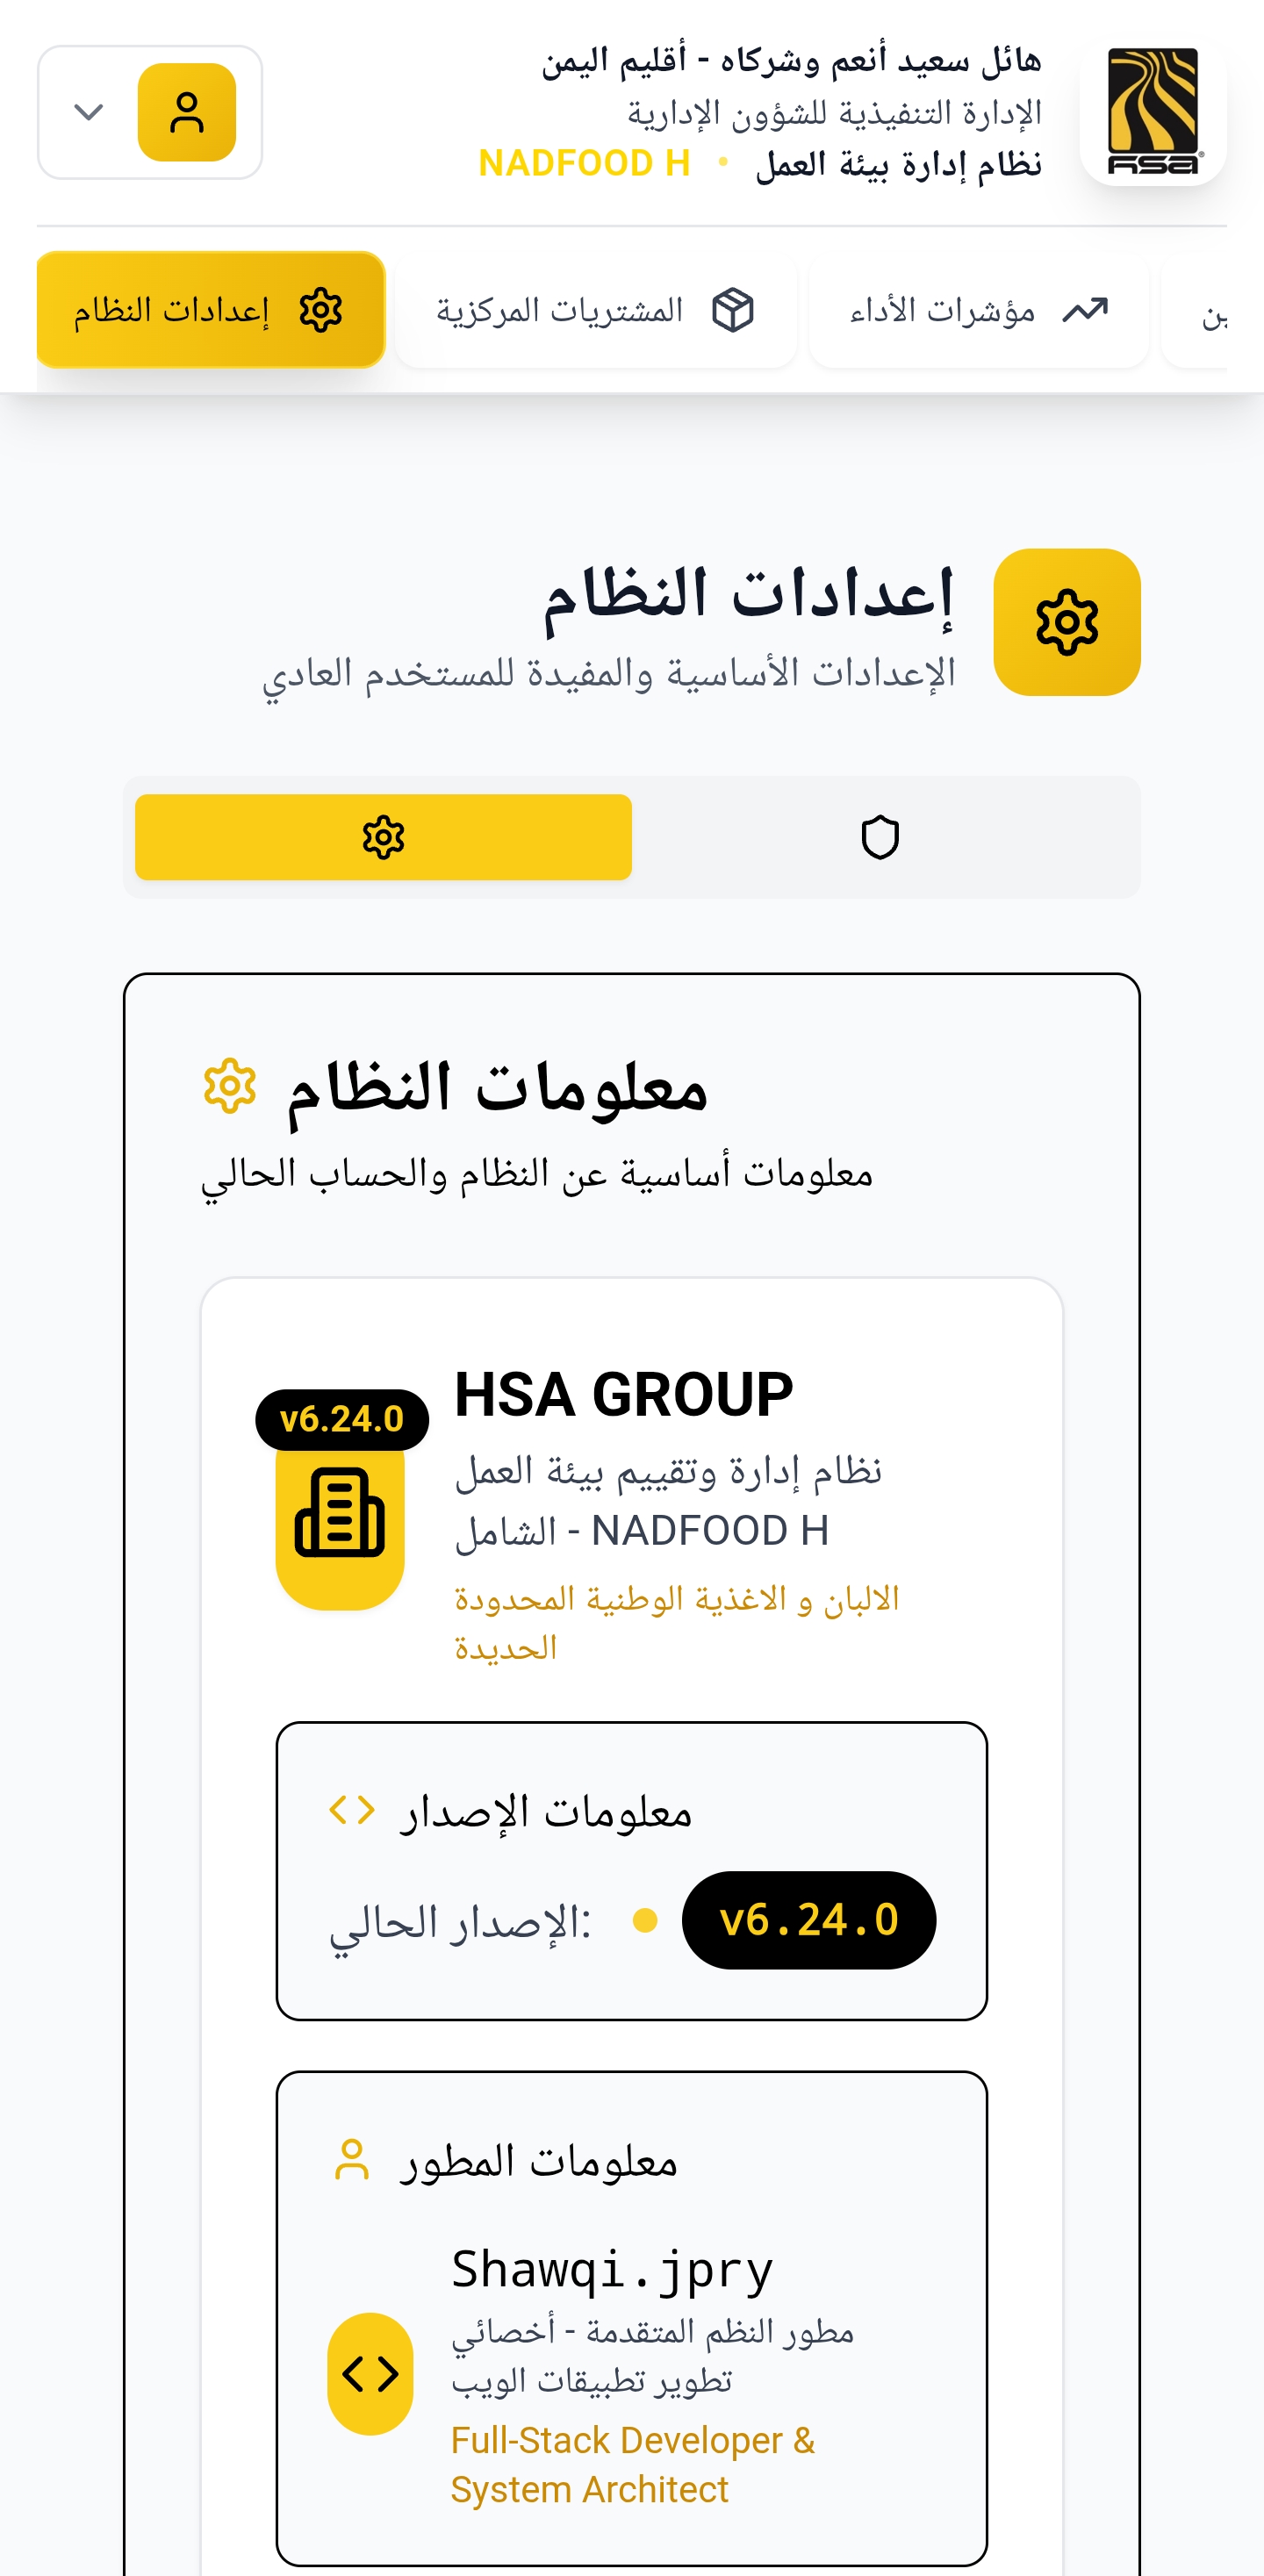 هائل سعيد أنعم وشركاه - أقليم اليمن
الإدارة التنفيذية للشؤون الإدارية
نظام إدارة بيئة العمل • NADFOOD H
HSA®
ين
مؤشرات الأداء
المشتريات المركزية
إعدادات النظام
إعدادات النظام
الإعدادات الأساسية والمفيدة للمستخدم العادي
معلومات النظام
معلومات أساسية عن النظام والحساب الحالي
v6.24.0
HSA GROUP
نظام إدارة وتقييم بيئة العمل
الشامل - NADFOOD H
الالبان و الاغذية الوطنية المحدودة
الحديدة
معلومات الإصدار
الإصدار الحالي:
v6.24.0
معلومات المطور
Shawqi.jpry
مطور النظم المتقدمة - أخصائي
تطوير تطبيقات الويب
Full-Stack Developer &
System Architect